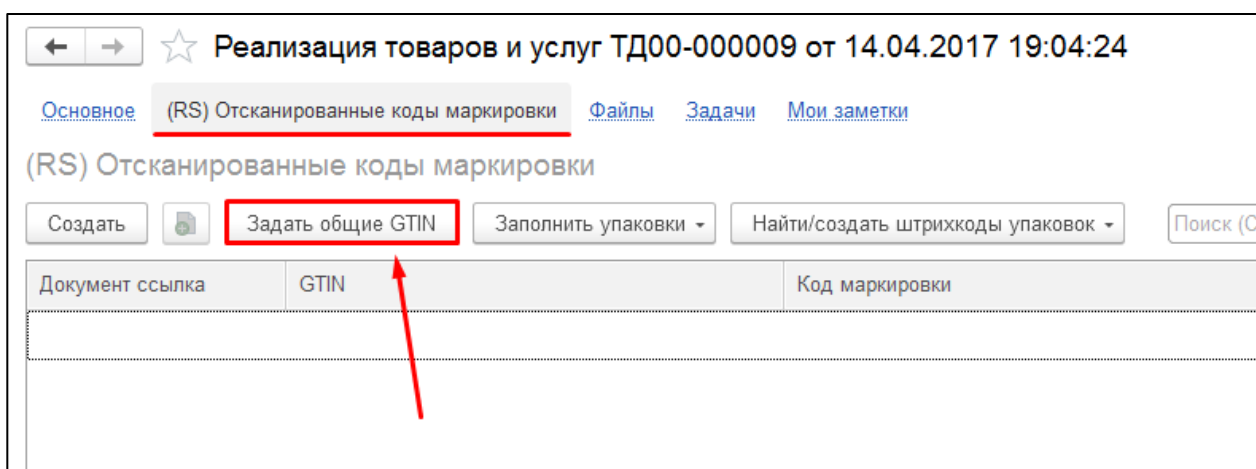 Реализация товаров и услуг ТД00-000009 от 14.04.2017 19:04:24
Основное (RS) Отсканированные коды маркировки Файлы Задачи Мои заметки
(RS) Отсканированные коды маркировки
Создать Задать общие GTIN Заполнить упаковки Найти/создать штрихкоды упаковок Поиск (С
Документ ссылка GTIN Код маркировки